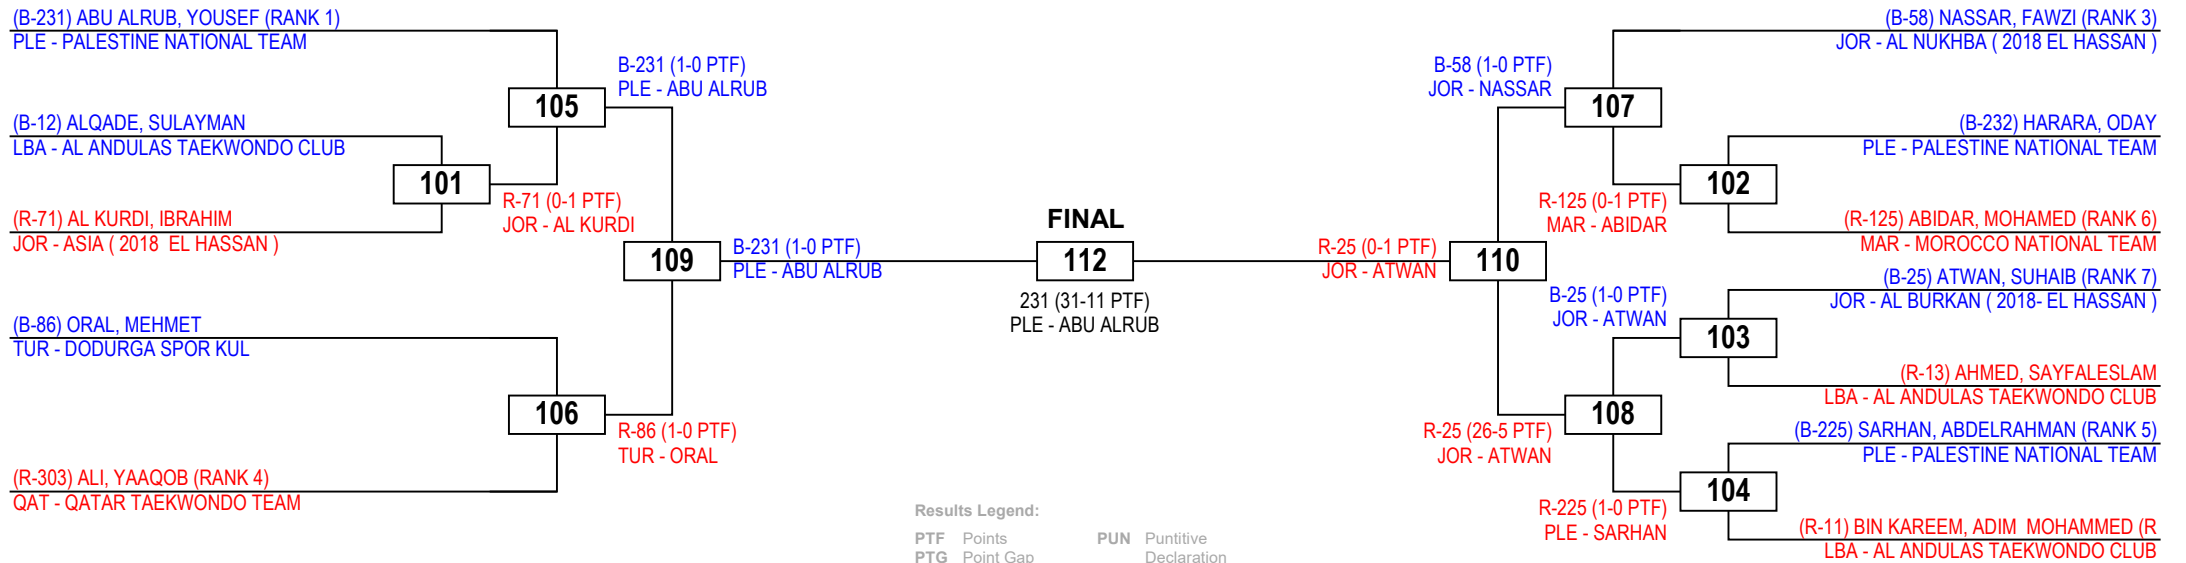 (B-231) ABU ALRUB, YOUSEF (RANK 1)
PLE - PALESTINE NATIONAL TEAM
B-231 (1-0 PTF)
PLE - ABU ALRUB
105
(B-12) ALQADE, SULAYMAN
LBA - AL ANDULAS TAEKWONDO CLUB
101
R-71 (0-1 PTF)
JOR - AL KURDI
(R-71) AL KURDI, IBRAHIM
JOR - ASIA ( 2018  EL HASSAN )
109
B-231 (1-0 PTF)
PLE - ABU ALRUB
(B-86) ORAL, MEHMET
TUR - DODURGA SPOR KUL
106
R-86 (1-0 PTF)
TUR - ORAL
(R-303) ALI, YAAQOB (RANK 4)
QAT - QATAR TAEKWONDO TEAM
FINAL
112
231 (31-11 PTF)
PLE - ABU ALRUB
(B-58) NASSAR, FAWZI (RANK 3)
JOR - AL NUKHBA ( 2018 EL HASSAN )
B-58 (1-0 PTF)
JOR - NASSAR
107
(B-232) HARARA, ODAY
PLE - PALESTINE NATIONAL TEAM
102
R-125 (0-1 PTF)
MAR - ABIDAR
(R-125) ABIDAR, MOHAMED (RANK 6)
MAR - MOROCCO NATIONAL TEAM
R-25 (0-1 PTF)
JOR - ATWAN
110
(B-25) ATWAN, SUHAIB (RANK 7)
JOR - AL BURKAN ( 2018- EL HASSAN )
B-25 (1-0 PTF)
JOR - ATWAN
103
(R-13) AHMED, SAYFALESLAM
LBA - AL ANDULAS TAEKWONDO CLUB
108
R-25 (26-5 PTF)
JOR - ATWAN
(B-225) SARHAN, ABDELRAHMAN (RANK 5)
PLE - PALESTINE NATIONAL TEAM
104
R-225 (1-0 PTF)
PLE - SARHAN
(R-11) BIN KAREEM, ADIM  MOHAMMED (R
LBA - AL ANDULAS TAEKWONDO CLUB
Results Legend:
PTF Points PUN Puntitive
PTG Point Gap Declaration